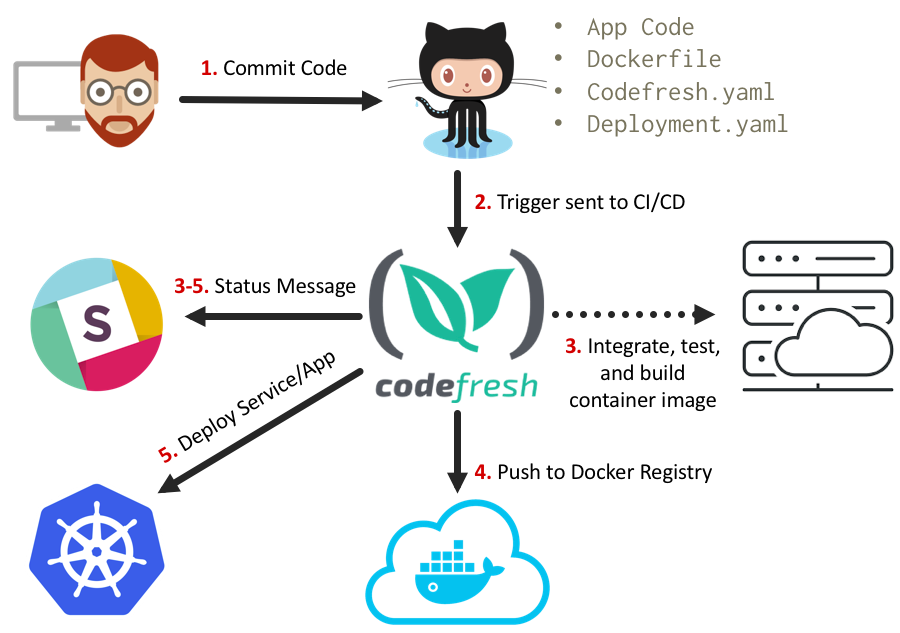 1. Commit Code
• App Code
• Dockerfile
• Codefresh.yaml
• Deployment.yaml
2. Trigger sent to CI/CD
3-5. Status Message
S
codefresh
3. Integrate, test,
and build
container image
5. Deploy Service/App
4. Push to Docker Registry